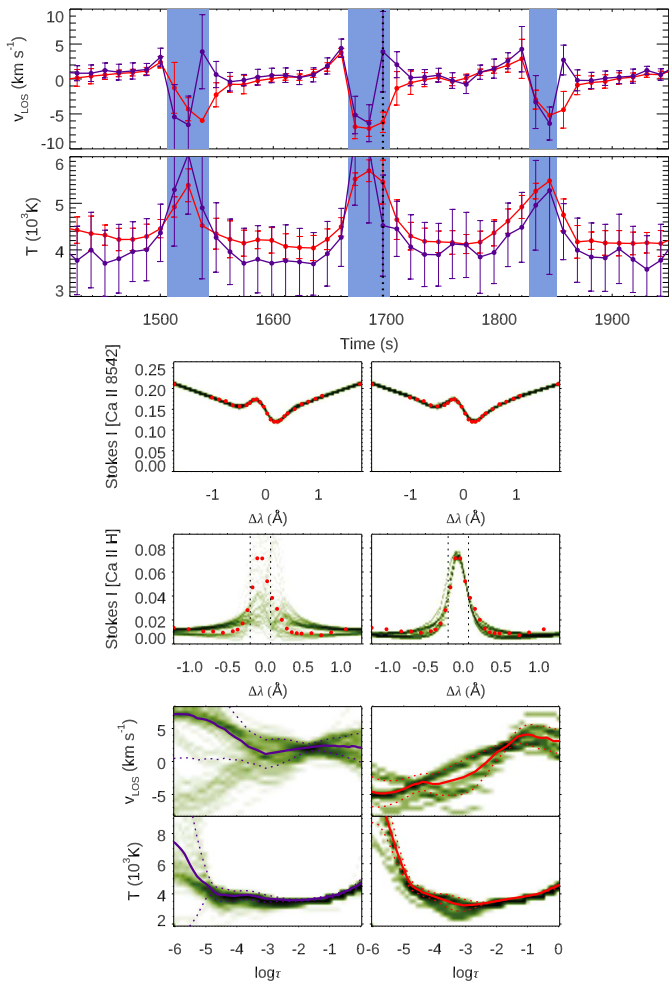 10
5
0
-5
-10
v_LOS (km s⁻¹)
6
5
4
3
T (10³K)
1500 1600 1700 1800 1900
Time (s)
0.25
0.20
0.15
0.10
0.05
0.00
Stokes I [Ca II 8542]
-1 0 1 -1 0 1
Δλ (Å) Δλ (Å)
0.08
0.06
0.04
0.02
0.00
Stokes I [Ca II H]
-1.0 -0.5 0.0 0.5 1.0 -1.0 -0.5 0.0 0.5 1.0
Δλ (Å) Δλ (Å)
5
0
-5
v_LOS (km s⁻¹)
8
6
4
2
T (10³K)
-6 -5 -4 -3 -2 -1 0 -6 -5 -4 -3 -2 -1 0
logτ logτ